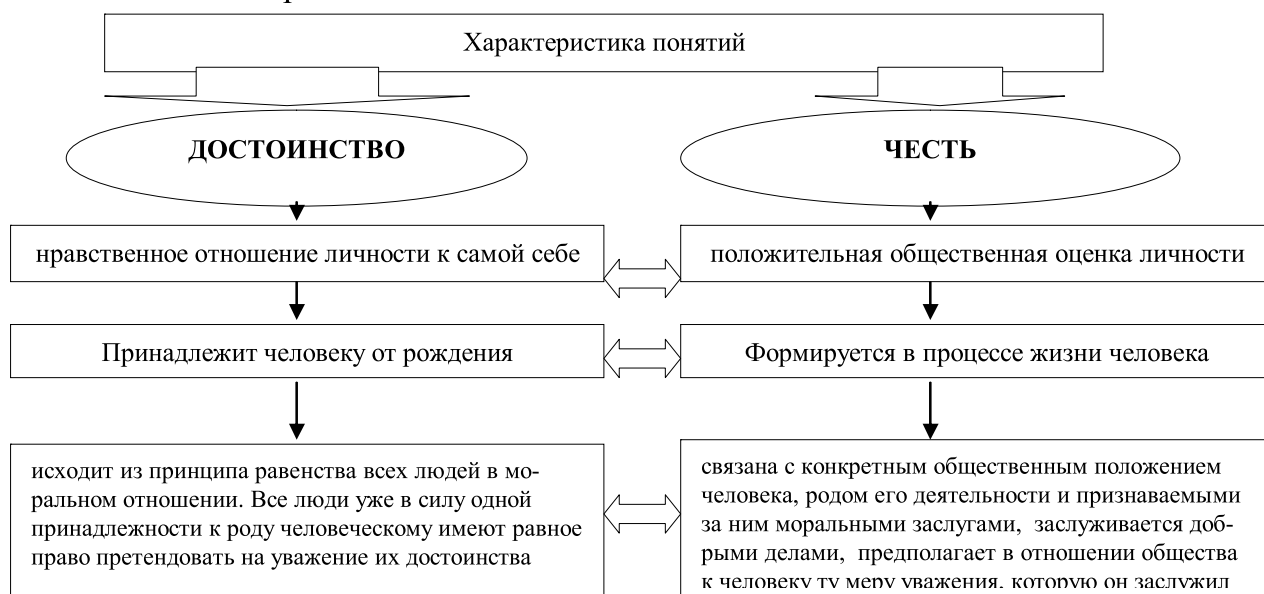 Характеристика понятий
ДОСТОИНСТВО
ЧЕСТЬ
нравственное отношение личности к самой себе
положительная общественная оценка личности
Принадлежит человеку от рождения
Формируется в процессе жизни человека
исходит из принципа равенства всех людей в мо-
ральном отношении. Все люди уже в силу одной
принадлежности к роду человеческому имеют равное
право претендовать на уважение их достоинства
связана с конкретным общественным положением
человека, родом его деятельности и признаваемыми
за ним моральными заслугами, заслуживается доб-
рыми делами, предполагает в отношении общества
к человеку ту меру уважения, которую он заслужил